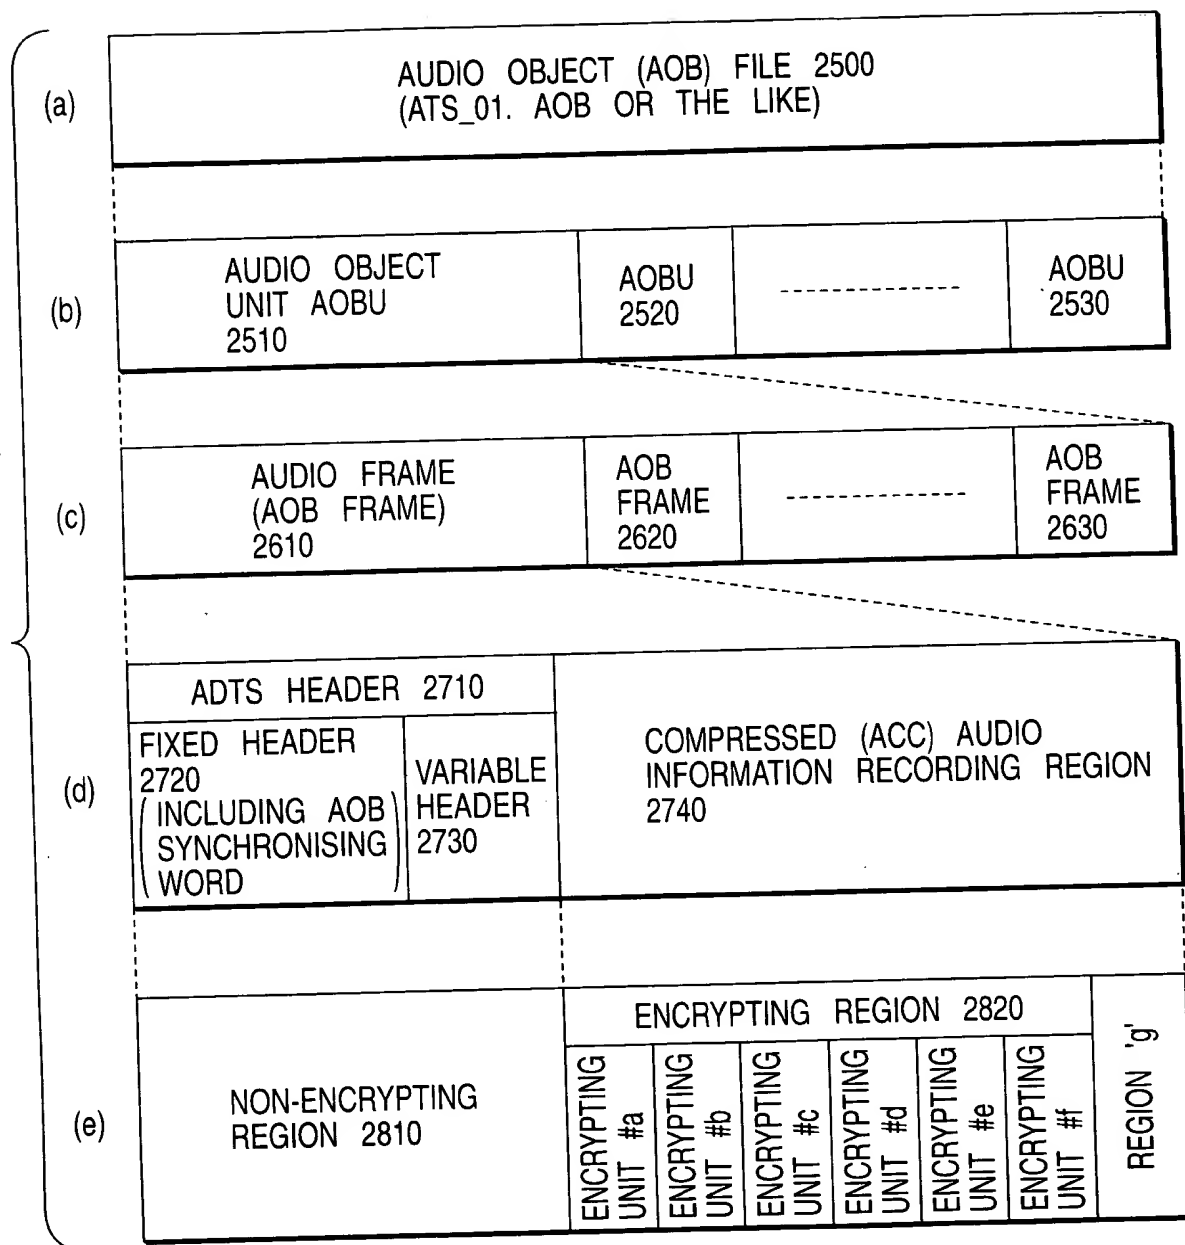 (a)
AUDIO OBJECT (AOB) FILE 2500
(ATS_01. AOB OR THE LIKE)
(b)
AUDIO OBJECT
UNIT AOBU
2510
AOBU
2520
AOBU
2530
(c)
AUDIO FRAME
(AOB FRAME)
2610
AOB
FRAME
2620
AOB
FRAME
2630
(d)
ADTS HEADER 2710
FIXED HEADER
2720
(INCLUDING AOB
SYNCHRONISING
WORD)
VARIABLE
HEADER
2730
COMPRESSED (ACC) AUDIO
INFORMATION RECORDING REGION
2740
(e)
NON-ENCRYPTING
REGION 2810
ENCRYPTING REGION 2820
ENCRYPTING
UNIT #a
ENCRYPTING
UNIT #b
ENCRYPTING
UNIT #c
ENCRYPTING
UNIT #d
ENCRYPTING
UNIT #e
ENCRYPTING
UNIT #f
REGION 'g'